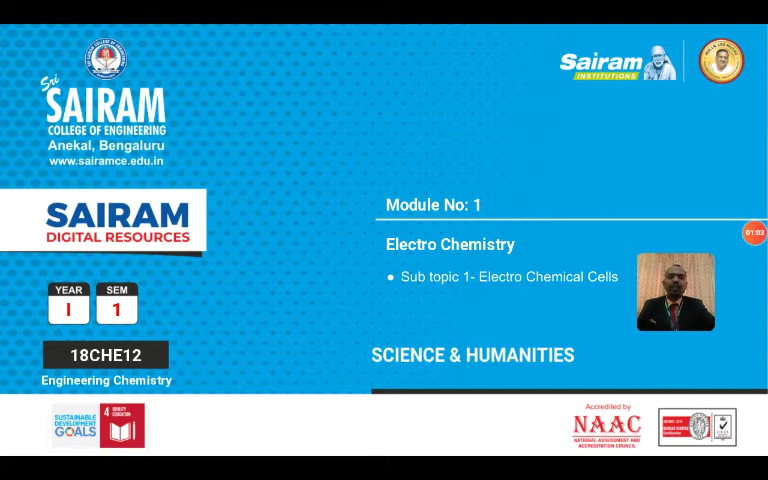 Sri
SAIRAM
COLLEGE OF ENGINEERING
Anekal, Bengaluru
www.sairamce.edu.in
Sairam
INSTITUTIONS
SAIRAM
DIGITAL RESOURCES
YEAR
I
SEM
1
18CHE12
Engineering Chemistry
Module No: 1
Electro Chemistry
Sub topic 1- Electro Chemical Cells
01:03
SCIENCE & HUMANITIES
SUSTAINABLE
DEVELOPMENT
GOALS
4 QUALITY
EDUCATION
Accredited by
NAAC
NATIONAL ASSESSMENT AND
ACCREDITATION COUNCIL